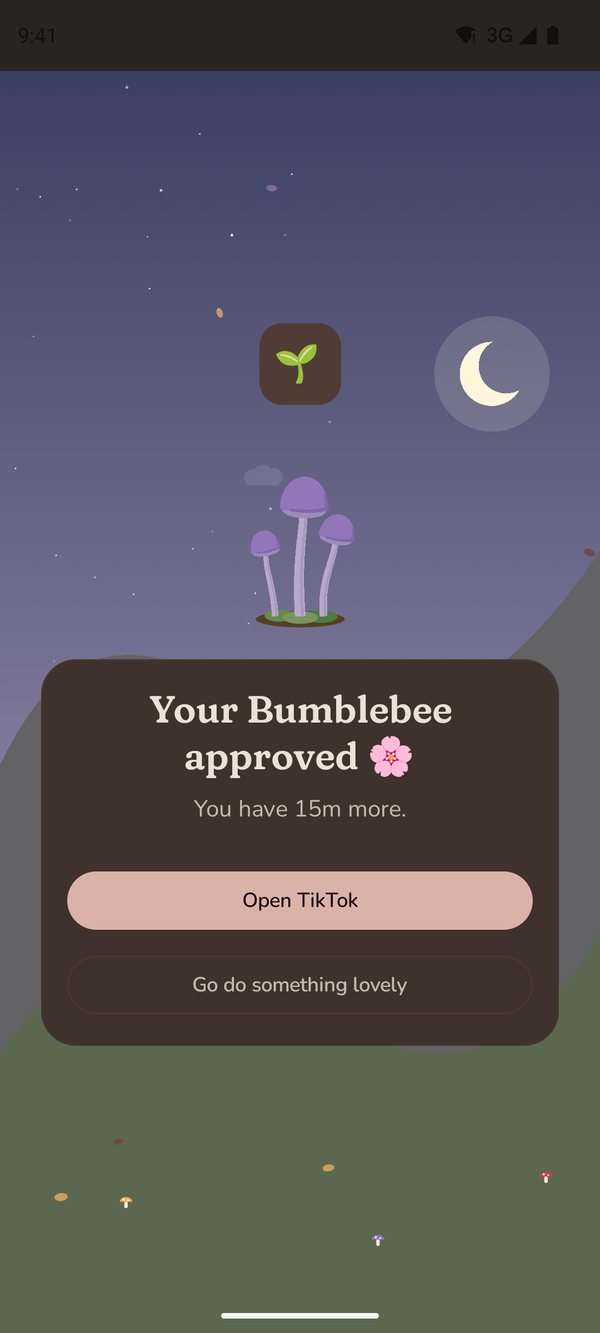 9:41
3G
Your Bumblebee
approved 🌸
You have 15m more.
Open TikTok
Go do something lovely